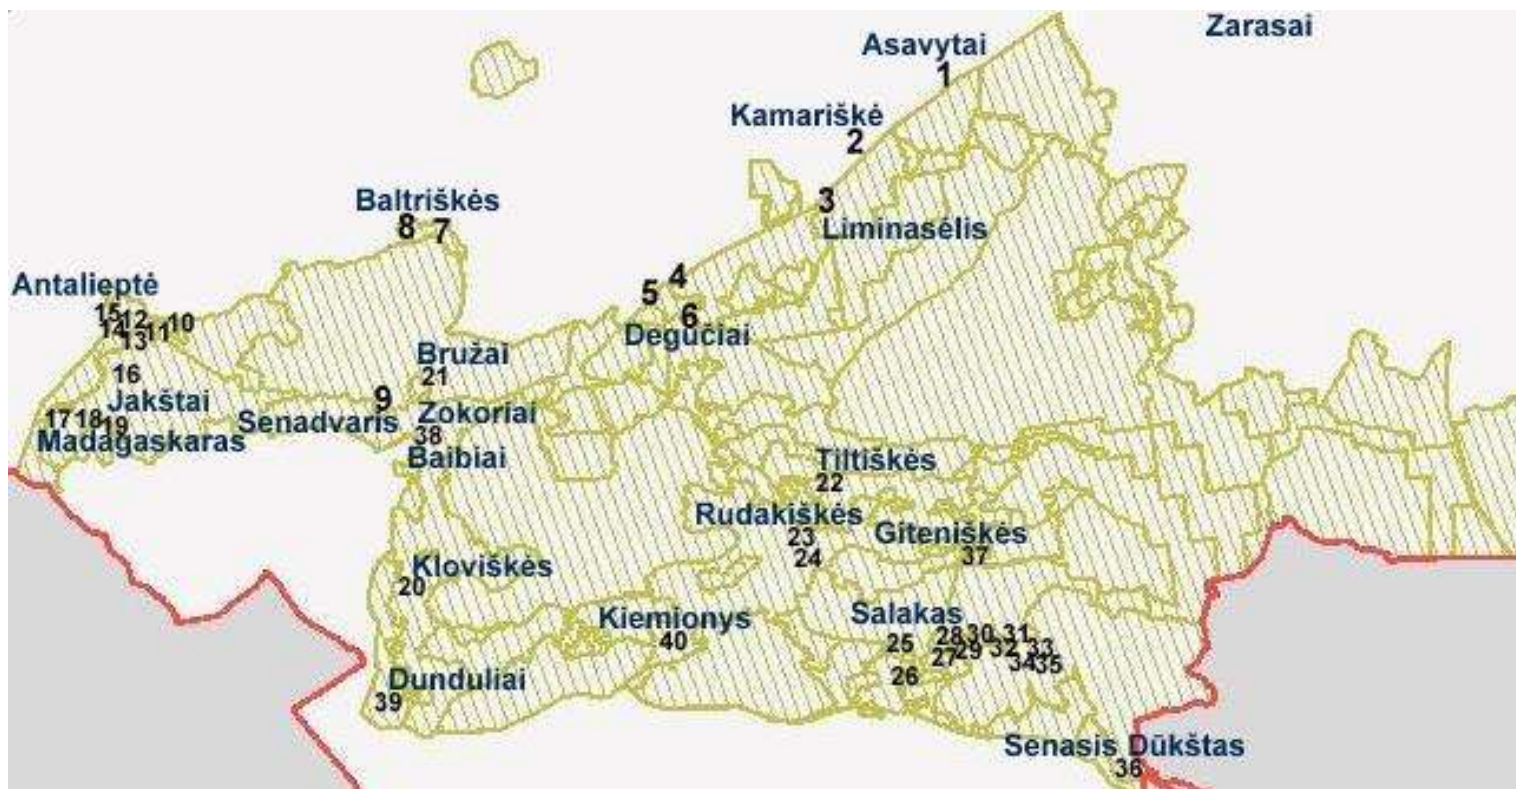 Zarasai
Asavytai
1
Kamariškė
2
3
Liminasėlis
Baltriškės
8 7
4
5
6
Degučiai
Antalieptė
15 12 10
14 11
13
16
Jakštai
17 18 19
Madagaskaras
Bružai
21
9
Senadvaris
Zokoriai
38
Baibiai
Tiltiškės
22
Rudakiškės
23
24
Giteniškės
37
Kloviškės
20
Kiemionys
40
Salakas
25 28 30 31
27 29 32 33
26 34 35
Dunduliai
39
Senasis Dūkštas
36